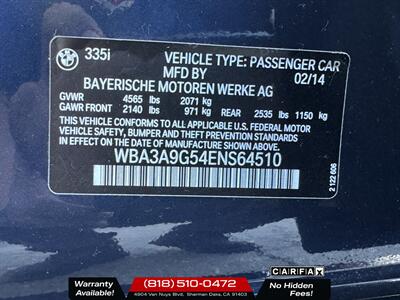 335i VEHICLE TYPE: PASSENGER CAR
MFD BY 02/14
BAYERISCHE MOTOREN WERKE AG
GVWR 4565 lbs 2071 kg
GAWR FRONT 2140 lbs 971 kg REAR 2535 lbs 1150 kg
THIS VEHICLE CONFORMS TO ALL APPLICABLE U.S. FEDERAL MOTOR
VEHICLE SAFETY, BUMPER, AND THEFT PREVENTION STANDARDS
IN EFFECT ON THE DATE OF MANUFACTURE SHOWN ABOVE.
WBA3A9G54ENS64510
2 122 606
Warranty
Available!
(818) 510-0472
4904 Van Nuys Blvd, Sherman Oaks, CA 91403
CARFAX
No Hidden
Fees!